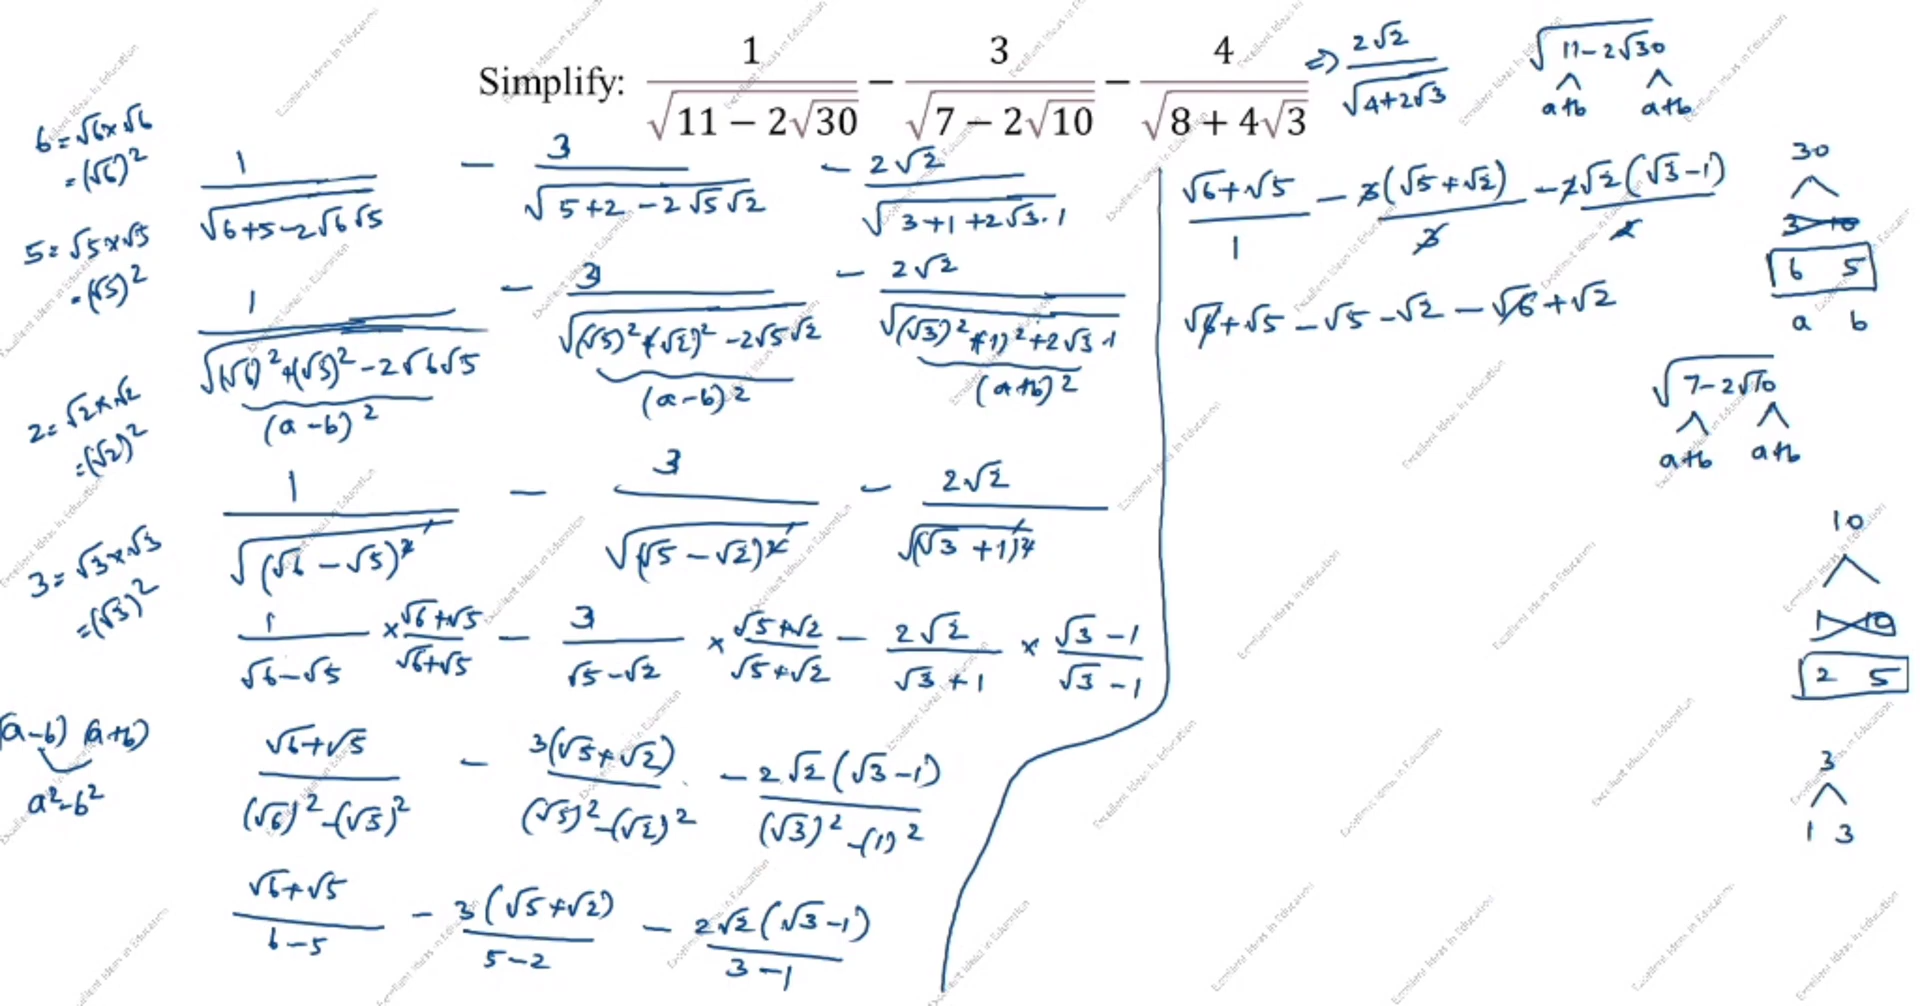 Simplify: 1/√(11 − 2√30) − 3/√(7 − 2√10) − 4/√(8 + 4√3) ⇒ 2√2/√(4+2√3)
√(11−2√30)
a+b a×b
6 = √6×√6
= (√6)²
5 = √5×√5
= (√5)²
2 = √2×√2
= (√2)²
3 = √3×√3
= (√3)²
(a−b) (a+b)
a²−b²
1/√(6+5−2√6√5) − 3/√(5+2−2√5√2) − 2√2/√(3+1+2√3·1)
1/√((√6)²+(√5)²−2√6√5) − 3/√((√5)²+(√2)²−2√5√2) − 2√2/√((√3)²+(1)²+2√3·1)
(a−b)² (a−b)² (a+b)²
1/√((√6−√5)²) − 3/√((√5−√2)²) − 2√2/√((√3+1)²)
1/(√6−√5) × (√6+√5)/(√6+√5) − 3/(√5−√2) × (√5+√2)/(√5+√2) − 2√2/(√3+1) × (√3−1)/(√3−1)
(√6+√5)/((√6)²−(√5)²) − 3(√5+√2)/((√5)²−(√2)²) − 2√2(√3−1)/((√3)²−(1)²)
(√6+√5)/(6−5) − 3(√5+√2)/(5−2) − 2√2(√3−1)/(3−1)
(√6+√5)/1 − 3(√5+√2)/3 − 2√2(√3−1)/2
√6+√5 − √5 −√2 − √6 + √2
30
3 10
6 5
a b
√(7−2√10)
a+b a×b
10
1 10
2 5
3
1 3
Excellent Ideas in Education